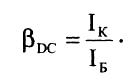 β_DC = I_К / I_Б .